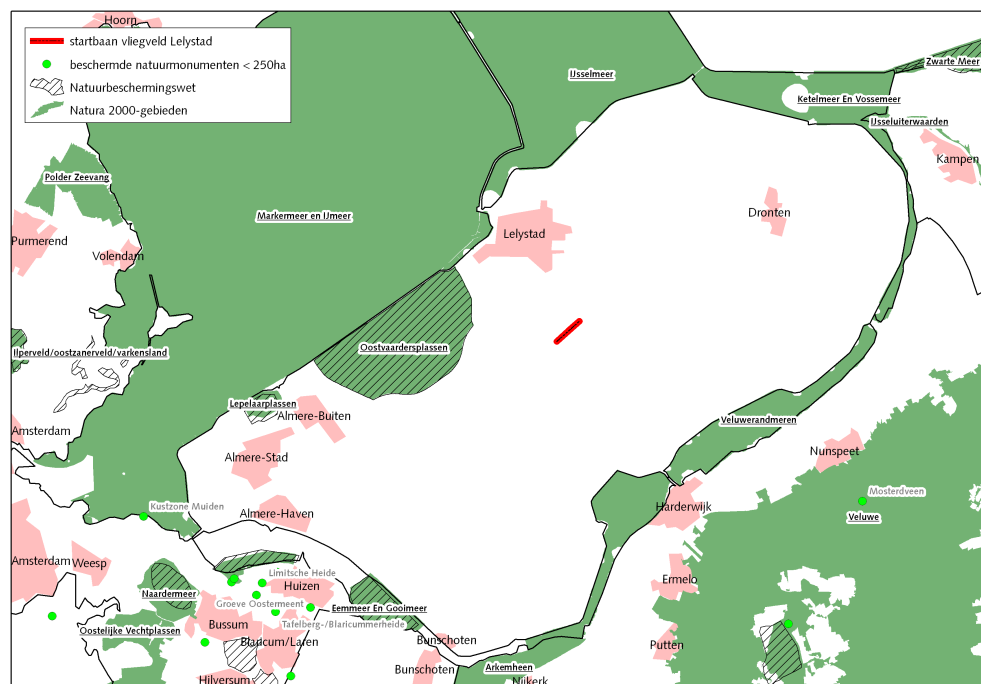 Hoorn
startbaan vliegveld Lelystad
beschermde natuurmonumenten < 250ha
Natuurbeschermingswet
Natura 2000-gebieden
IJsselmeer
Zwarte Meer
Ketelmeer En Vossemeer
IJsseluiterwaarden
Kampen
Polder Zeevang
Markermeer en IJmeer
Dronten
Lelystad
Purmerend
Volendam
Ilperveld/oostzanerveld/varkensland
Oostvaardersplassen
Lepelaarplassen
Almere-Buiten
Veluwerandmeren
Amsterdam
Almere-Stad
Nunspeet
Mosterdveen
Veluwe
Kustzone Muiden
Almere-Haven
Harderwijk
Amsterdam
Weesp
Limitsche Heide
Huizen
Ermelo
Naardermeer
Groeve Oostermeent
Eemmeer En Gooimeer
Oostelijke Vechtplassen
Bussum
Tafelberg-/Blaricummerheide
Blaricum/Laren
Bunschoten
Putten
Arkemheen
Bunschoten
Hilversum
Nijkerk